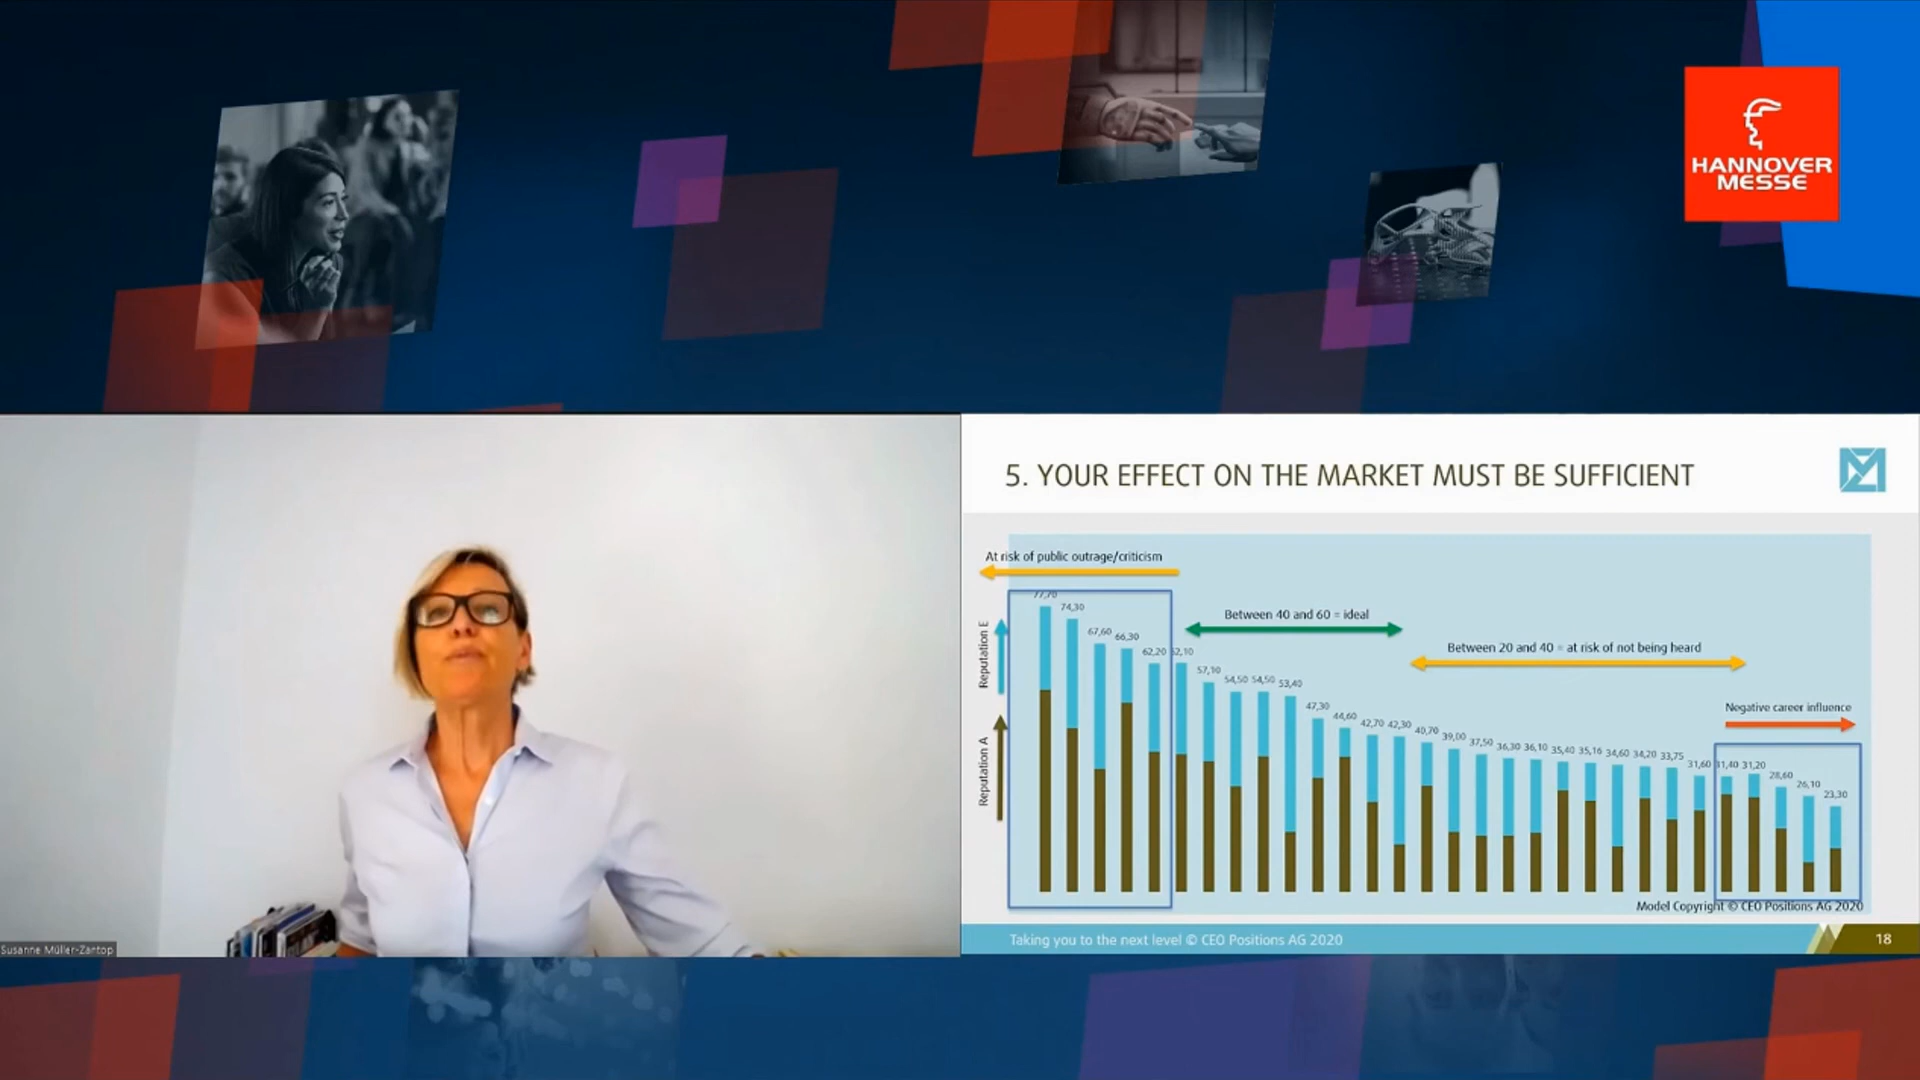 HANNOVER
MESSE
5. YOUR EFFECT ON THE MARKET MUST BE SUFFICIENT
At risk of public outrage/criticism
Between 40 and 60 = ideal
Between 20 and 40 = at risk of not being heard
Negative career influence
Reputation E
Reputation A
77,70
74,30
67,60
66,30
62,20
62,10
57,10
54,50
54,50
53,40
47,30
44,60
42,70
42,30
40,70
39,00
37,50
36,30
36,10
35,40
35,16
34,60
34,20
33,75
31,60
31,40
31,20
28,60
26,10
23,30
Model Copyright © CEO Positions AG 2020
Taking you to the next level © CEO Positions AG 2020
18
Susanne Müller-Zantop